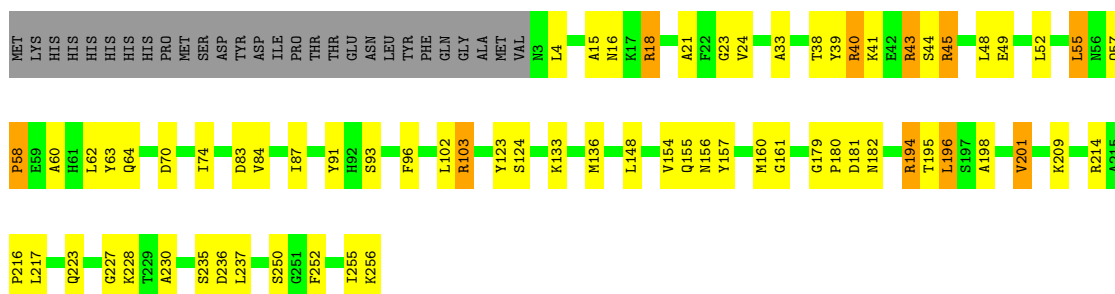 MET LYS HIS HIS HIS HIS HIS HIS PRO MET SER ASP TYR ASP ILE PRO THR THR GLU ASN LEU TYR PHE GLN GLY ALA MET VAL N3 L4 A15 N16 K17 R18 A21 F22 G23 V24 A33 T38 Y39 R40 K41 E42 R43 S44 R45 L48 E49 L52 L55 N56 Q57
P58 E59 A60 H61 L62 Y63 Q64 D70 I74 D83 V84 I87 Y91 H92 S93 F96 L102 R103 Y123 S124 K133 M136 L148 V154 Q155 N156 Y157 M160 G161 G179 P180 D181 N182 R194 T195 L196 S197 A198 V201 K209 R214 A215
P216 L217 Q223 G227 K228 T229 A230 S235 D236 L237 S250 G251 F252 I255 K256